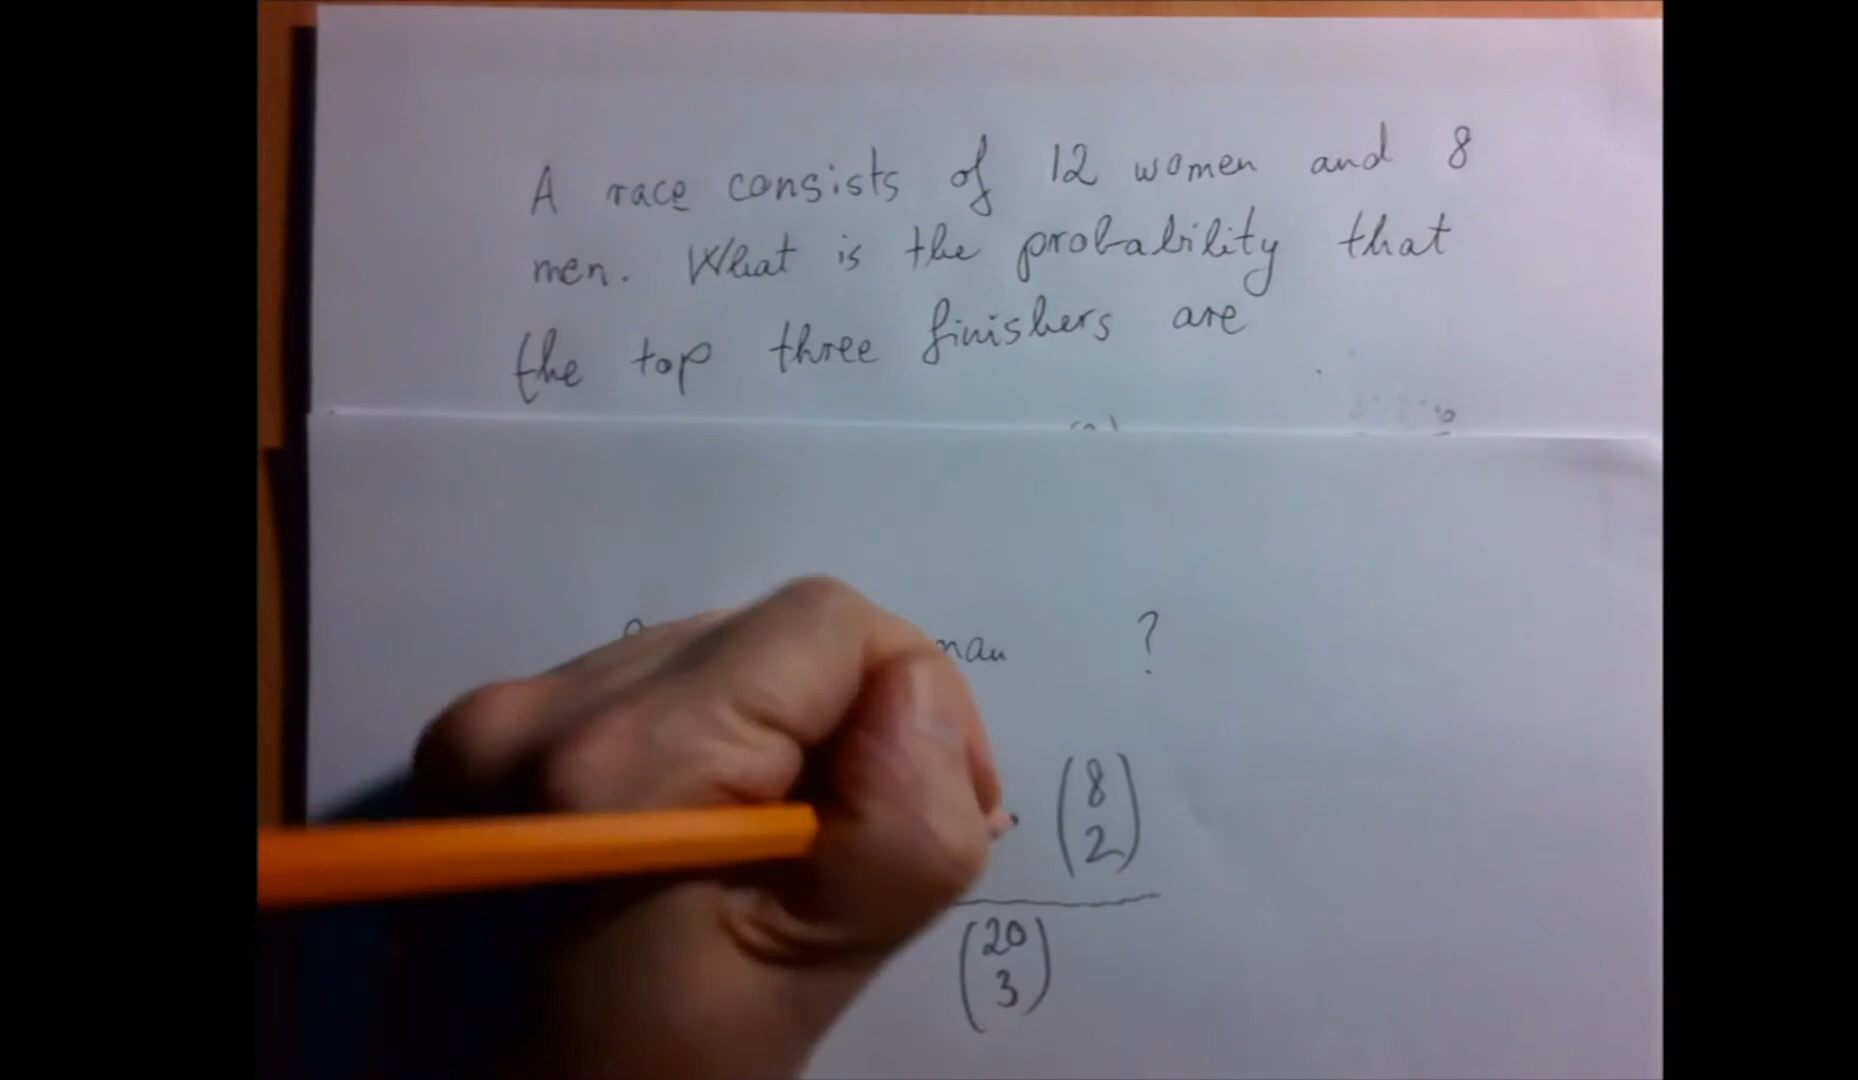 A race consists of 12 women and 8
men. What is the probability that
the top three finishers are
?
· (8 2)
(20 3)